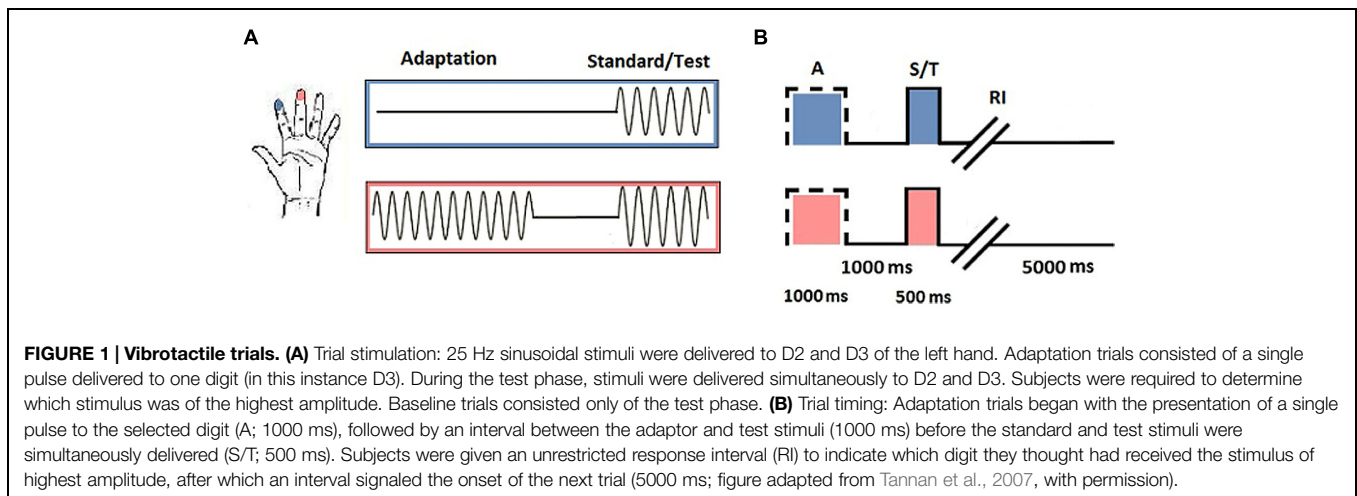 A
Adaptation
Standard/Test
B
A
S/T
RI
1000 ms
5000 ms
1000 ms
500 ms
FIGURE 1 | Vibrotactile trials. (A) Trial stimulation: 25 Hz sinusoidal stimuli were delivered to D2 and D3 of the left hand. Adaptation trials consisted of a single
pulse delivered to one digit (in this instance D3). During the test phase, stimuli were delivered simultaneously to D2 and D3. Subjects were required to determine
which stimulus was of the highest amplitude. Baseline trials consisted only of the test phase. (B) Trial timing: Adaptation trials began with the presentation of a single
pulse to the selected digit (A; 1000 ms), followed by an interval between the adaptor and test stimuli (1000 ms) before the standard and test stimuli were
simultaneously delivered (S/T; 500 ms). Subjects were given an unrestricted response interval (RI) to indicate which digit they thought had received the stimulus of
highest amplitude, after which an interval signaled the onset of the next trial (5000 ms; figure adapted from Tannan et al., 2007, with permission).